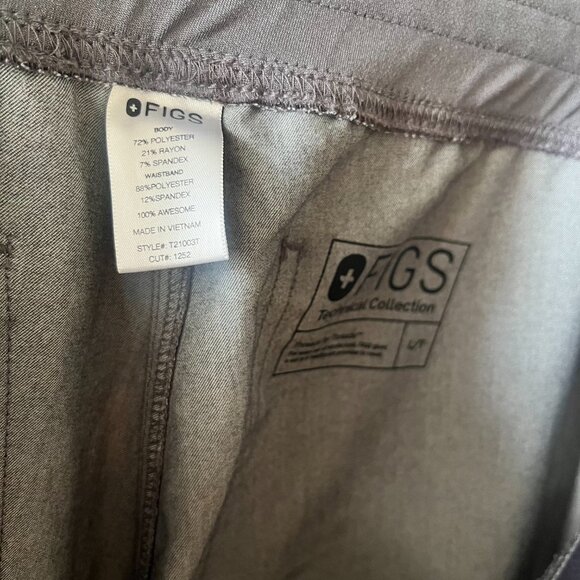 FIGS
BODY
72% POLYESTER
21% RAYON
7% SPANDEX
WAISTBAND
88%POLYESTER
12%SPANDEX
100% AWESOME
MADE IN VIETNAM
STYLE#: T21003T
CUT#: 1252
FIGS
Technical Collection
L/P